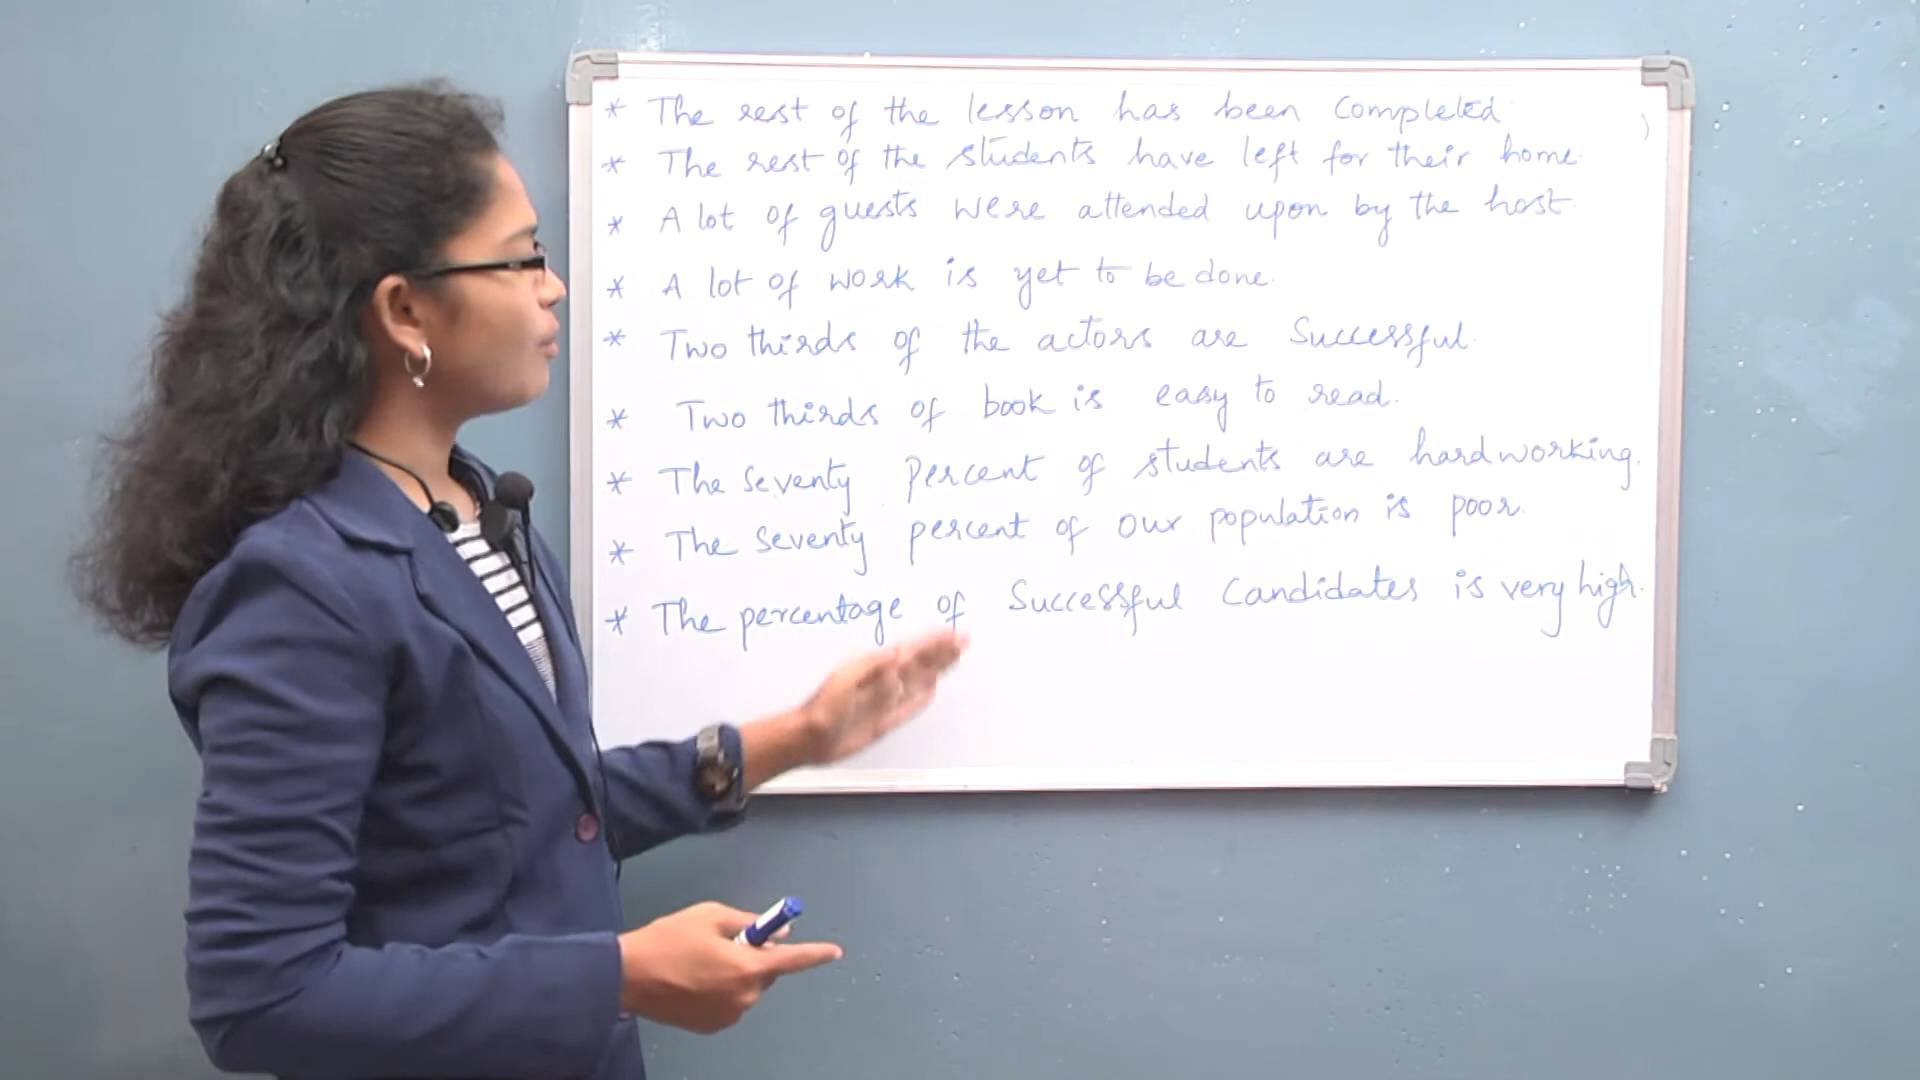 * The rest of the lesson has been completed.
* The rest of the students have left for their home.
* A lot of guests were attended upon by the host.
* A lot of work is yet to be done.
* Two thirds of the actors are successful.
* Two thirds of book is easy to read.
* The seventy percent of students are hardworking.
* The seventy percent of our population is poor.
* The percentage of successful candidates is very high.